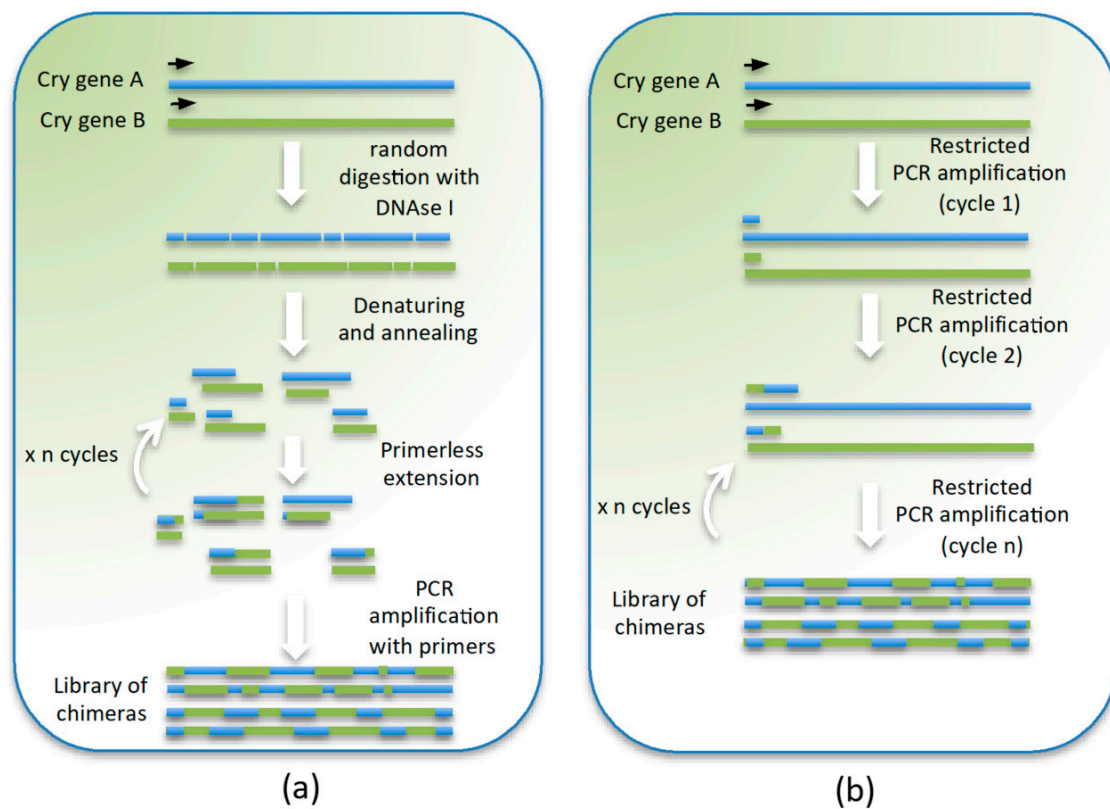 Cry gene A
Cry gene B
random
digestion with
DNAse I
Denaturing
and annealing
x n cycles
Primerless
extension
PCR
amplification
with primers
Library of
chimeras
(a)
Cry gene A
Cry gene B
Restricted
PCR amplification
(cycle 1)
Restricted
PCR amplification
(cycle 2)
x n cycles
Restricted
PCR amplification
(cycle n)
Library of
chimeras
(b)